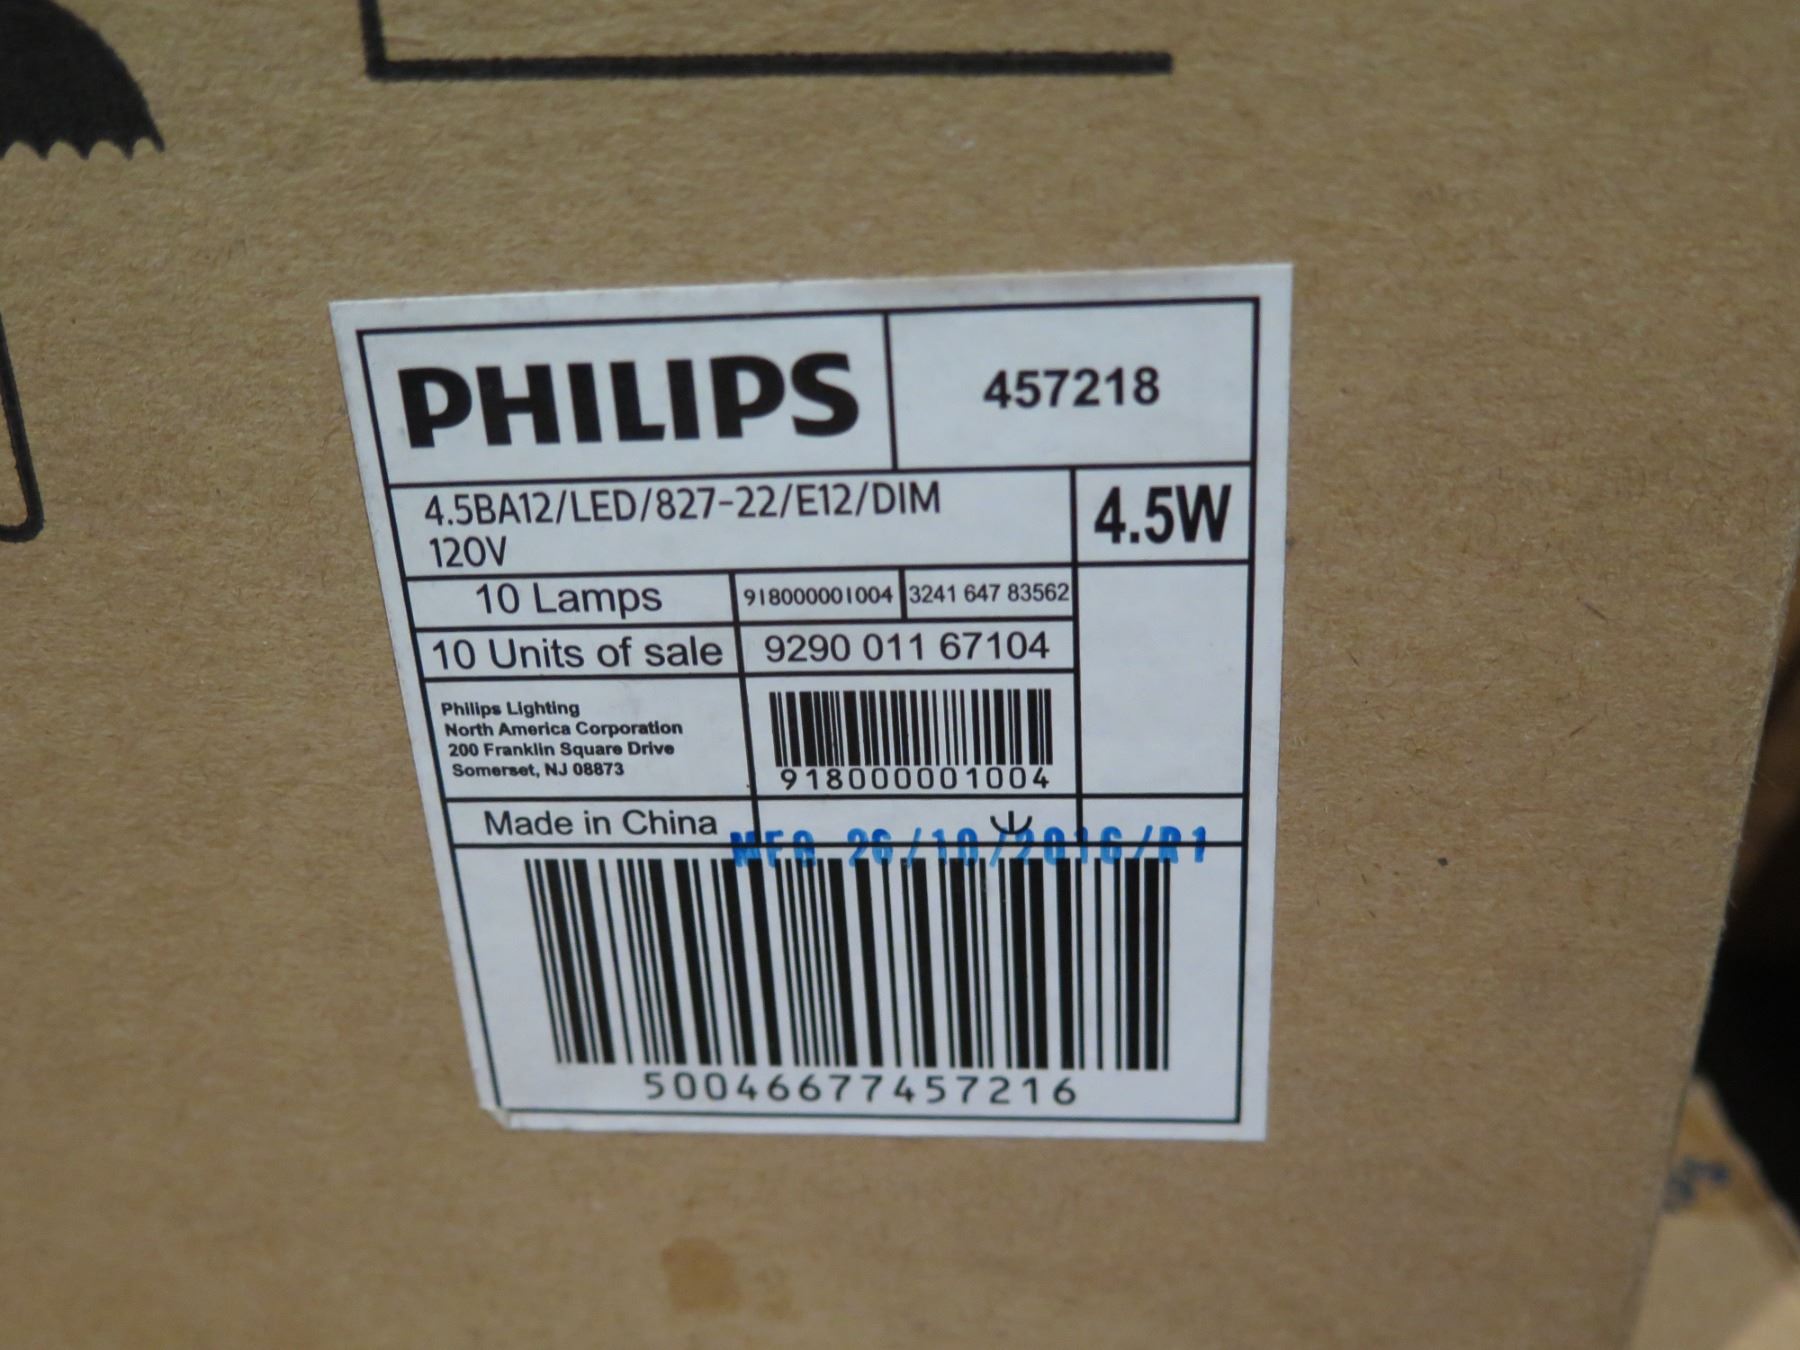 PHILIPS
457218
4.5BA12/LED/827-22/E12/DIM
120V
4.5W
10 Lamps
918000001004
3241 647 83562
10 Units of sale
9290 011 67104
Philips Lighting
North America Corporation
200 Franklin Square Drive
Somerset, NJ 08873
918000001004
Made in China
MFG 26/10/2016/R1
50046677457216